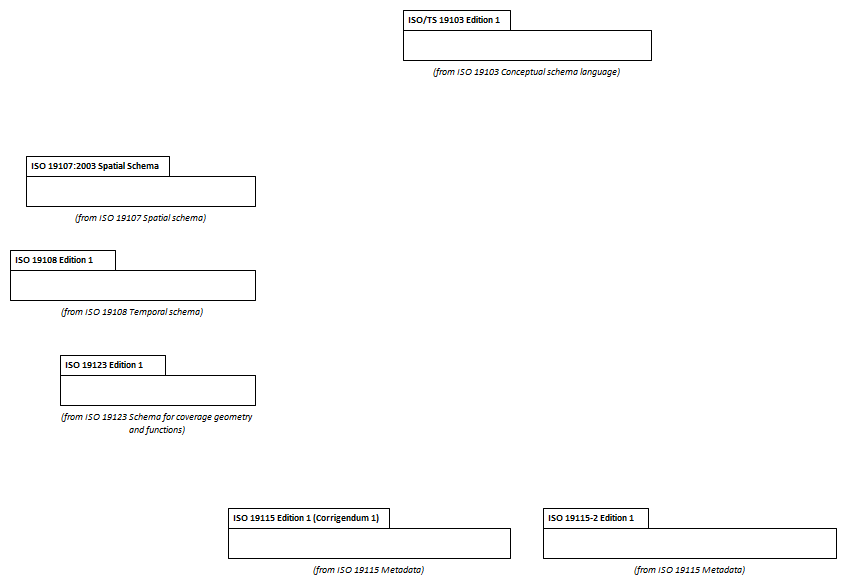 ISO/TS 19103 Edition 1
(from ISO 19103 Conceptual schema language)
ISO 19107:2003 Spatial Schema
(from ISO 19107 Spatial schema)
ISO 19108 Edition 1
(from ISO 19108 Temporal schema)
ISO 19123 Edition 1
(from ISO 19123 Schema for coverage geometry
and functions)
ISO 19115 Edition 1 (Corrigendum 1)
(from ISO 19115 Metadata)
ISO 19115-2 Edition 1
(from ISO 19115 Metadata)